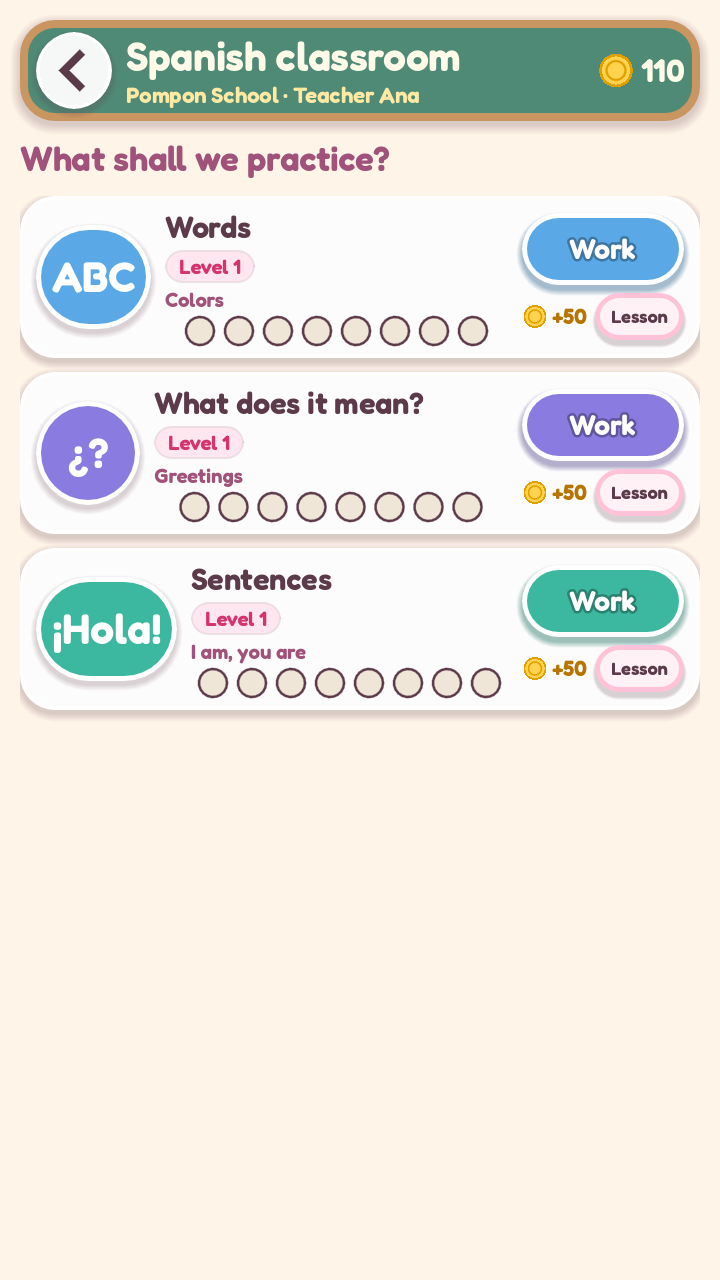 Spanish classroom
Pompon School · Teacher Ana
110
What shall we practice?
ABC
Words
Level 1
Colors
Work
+50
Lesson
¿?
What does it mean?
Level 1
Greetings
Work
+50
Lesson
¡Hola!
Sentences
Level 1
I am, you are
Work
+50
Lesson